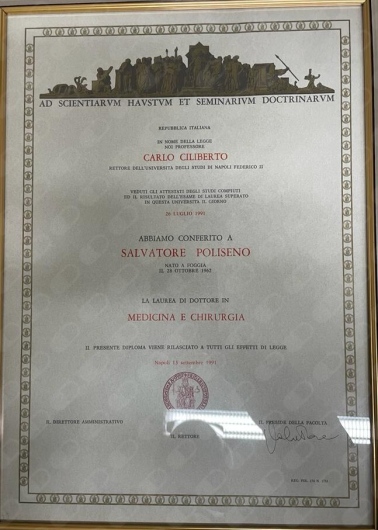 AD SCIENTIARVM HAVSTVM ET SEMINARIVM DOCTRINARVM
REPUBBLICA ITALIANA
IN NOME DELLA LEGGE
NOI PROFESSORE
CARLO CILIBERTO
RETTORE DELL'UNIVERSITÀ DEGLI STUDI DI NAPOLI FEDERICO II
VEDUTI GLI ATTESTATI DEGLI STUDI COMPIUTI
ED IL RISULTATO DELL'ESAME DI LAUREA SUPERATO
IN QUESTA UNIVERSITÀ IL GIORNO
LUGLIO
ABBIAMO CONFERITO A
SALVATORE POLISENO
NATO A FOGGIA
IL OTTOBRE
LA LAUREA DI DOTTORE IN
MEDICINA E CHIRURGIA
IL PRESENTE DIPLOMA VIENE RILASCIATO A TUTTI GLI EFFETTI DI LEGGE
Napoli
IL DIRETTORE AMMINISTRATIVO
IL PRESIDE DELLA FACOLTÀ
IL RETTORE